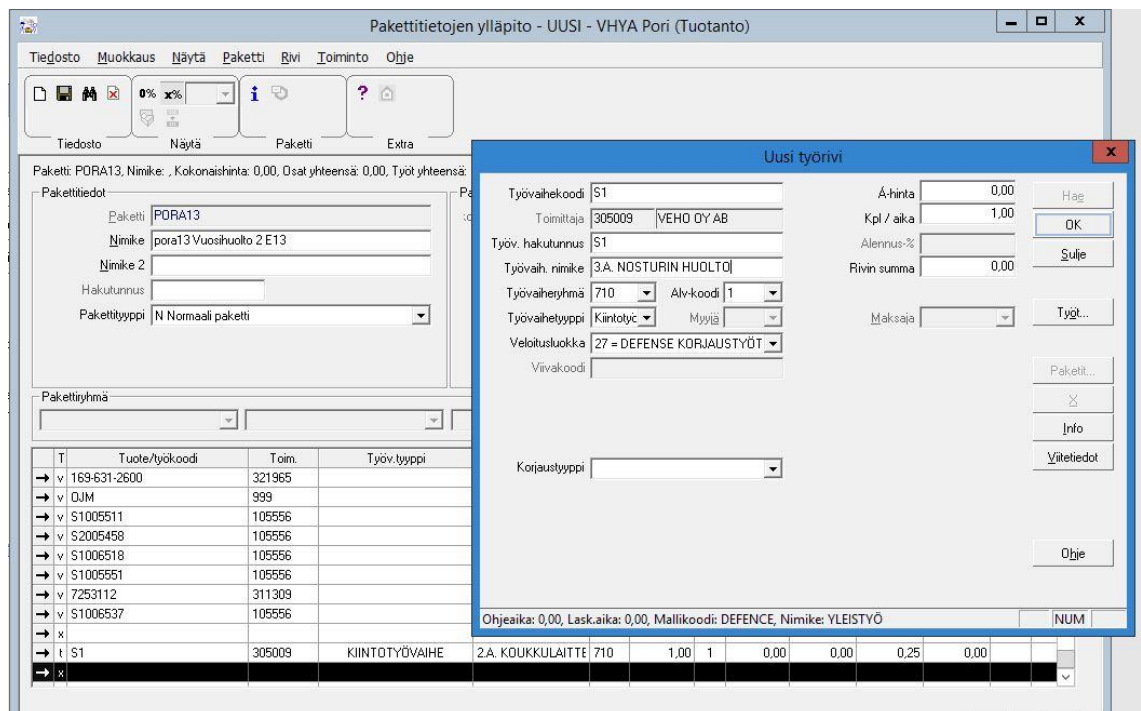 Pakettitietojen ylläpito - UUSI - VHYA Pori (Tuotanto)
Tiedosto Muokkaus Näytä Paketti Rivi Toiminto Ohje
0% x% i ?
Tiedosto Näytä Paketti Extra
Paketti: PORA13, Nimike: , Kokonaishinta: 0,00, Osat yhteensä: 0,00, Työt yhteensä:
Pakettitiedot
Paketti PORA13
Nimike pora13 Vuosihuolto 2 E13
Nimike 2
Hakutunnus
Pakettityyppi N Normaali paketti
Pakettiryhmä
T Tuote/työkoodi Toim. Työv.tyyppi
v 169-631-2600 321965
v OJM 999
v S1005511 105556
v S2005458 105556
v S1006518 105556
v S1005551 105556
v 7253112 311309
v S1006537 105556
x
t S1 305009 KIINTOTYÖVAIHE 2.A. KOUKKULAITTE 710 1,00 1 0,00 0,00 0,25 0,00
x
Uusi työrivi
Työvaihekoodi S1 Á-hinta 0,00 Hae
Toimittaja 305009 VEHO OY AB Kpl / aika 1,00 OK
Työv. hakutunnus S1 Alennus-% Sulje
Työvaih. nimike 3.A. NOSTURIN HUOLTO Rivin summa 0,00
Työvaiheryhmä 710 Alv-koodi 1
Työvaihetyyppi Kiintotyö Myyjä Maksaja Työt...
Veloitusluokka 27 = DEFENSE KORJAUSTYÖT
Viivakoodi Paketit...
X
Info
Korjaustyyppi Viitetiedot
Ohje
Ohjeaika: 0,00, Lask.aika: 0,00, Mallikoodi: DEFENCE, Nimike: YLEISTYÖ NUM